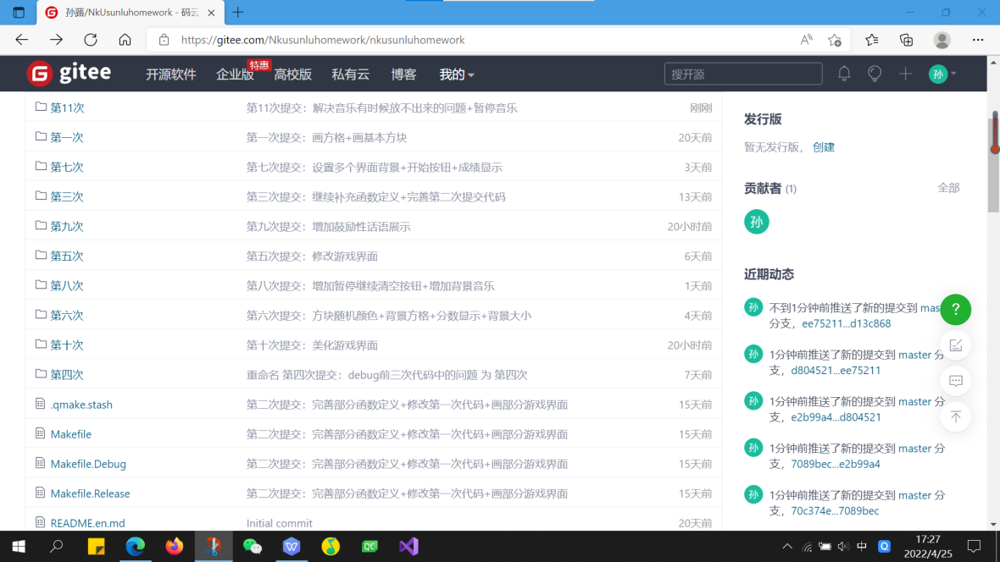 孙蕗/NkUsunluhomework - 码云
https://gitee.com/Nkusunluhomework/nkusunluhomework
gitee 开源软件 企业版 特惠 高校版 私有云 博客 我的 搜开源 孙
第11次 第11次提交：解决音乐有时候放不出来的问题+暂停音乐 刚刚
第一次 第一次提交：画方格+画基本方块 20天前
第七次 第七次提交：设置多个界面背景+开始按钮+成绩显示 3天前
第三次 第三次提交：继续补充函数定义+完善第二次提交代码 13天前
第九次 第九次提交：增加鼓励性话语展示 20小时前
第五次 第五次提交：修改游戏界面 6天前
第八次 第八次提交：增加暂停继续清空按钮+增加背景音乐 1天前
第六次 第六次提交：方块随机颜色+背景方格+分数显示+背景大小 4天前
第十次 第十次提交：美化游戏界面 20小时前
第四次 重命名 第四次提交：debug前三次代码中的问题 为 第四次 7天前
.qmake.stash 第二次提交：完善部分函数定义+修改第一次代码+画部分游戏界面 15天前
Makefile 第二次提交：完善部分函数定义+修改第一次代码+画部分游戏界面 15天前
Makefile.Debug 第二次提交：完善部分函数定义+修改第一次代码+画部分游戏界面 15天前
Makefile.Release 第二次提交：完善部分函数定义+修改第一次代码+画部分游戏界面 15天前
README.en.md Initial commit 20天前
发行版
暂无发行版， 创建
贡献者 (1) 全部
孙
近期动态
孙 不到1分钟前推送了新的提交到 mas
分支，ee75211...d13c868
孙 1分钟前推送了新的提交到 master 分
支，d804521...ee75211
孙 1分钟前推送了新的提交到 master 分
支，e2b99a4...d804521
孙 1分钟前推送了新的提交到 master 分
支，7089bec...e2b99a4
孙 1分钟前推送了新的提交到 master 分
支，70c374e...7089bec
?
QC
中
17:27
2022/4/25